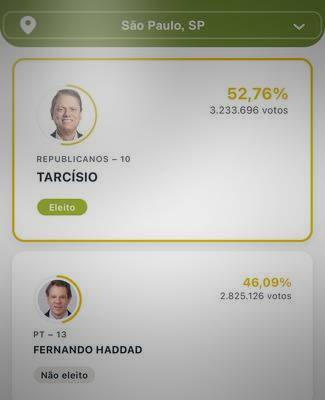 São Paulo, SP
52,76%
3.233.696 votos
REPUBLICANOS – 10
TARCÍSIO
Eleito
46,09%
2.825.126 votos
PT – 13
FERNANDO HADDAD
Não eleito